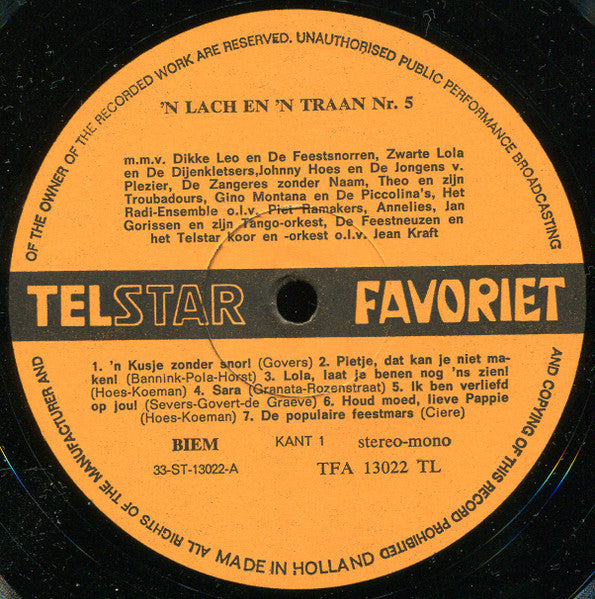 OF THE OWNER OF THE RECORDED WORK ARE RESERVED. UNAUTHORISED PUBLIC PERFORMANCE BROADCASTING
'N LACH EN 'N TRAAN Nr. 5
m.m.v. Dikke Leo en De Feestsnorren, Zwarte Lola
en De Dijenkletsers,Johnny Hoes en De Jongens v.
Plezier, De Zangeres zonder Naam, Theo en zijn
Troubadours, Gino Montana en De Piccolina's, Het
Radi-Ensemble o.l.v. Piet Ramakers, Annelies, Jan
Gorissen en zijn Tango-orkest, De Feestneuzen en
het Telstar koor en -orkest o.l.v. Jean Kraft
TELSTAR FAVORIET
1. 'n Kusje zonder snor! (Govers) 2. Pietje, dat kan je niet ma-
ken! (Bannink-Pola-Horst) 3. Lola, laat je benen nog 'ns zien!
(Hoes-Koeman) 4. Sara (Granata-Rozenstraat) 5. Ik ben verliefd
op jou! (Severs-Govert-de Graeve) 6. Houd moed, lieve Pappie
(Hoes-Koeman) 7. De populaire feestmars (Ciere)
BIEM KANT 1 stereo-mono
33-ST-13022-A TFA 13022 TL
AND COPYING OF THIS RECORD PROHIBITED
ALL RIGHTS OF THE MANUFACTURER AND
MADE IN HOLLAND